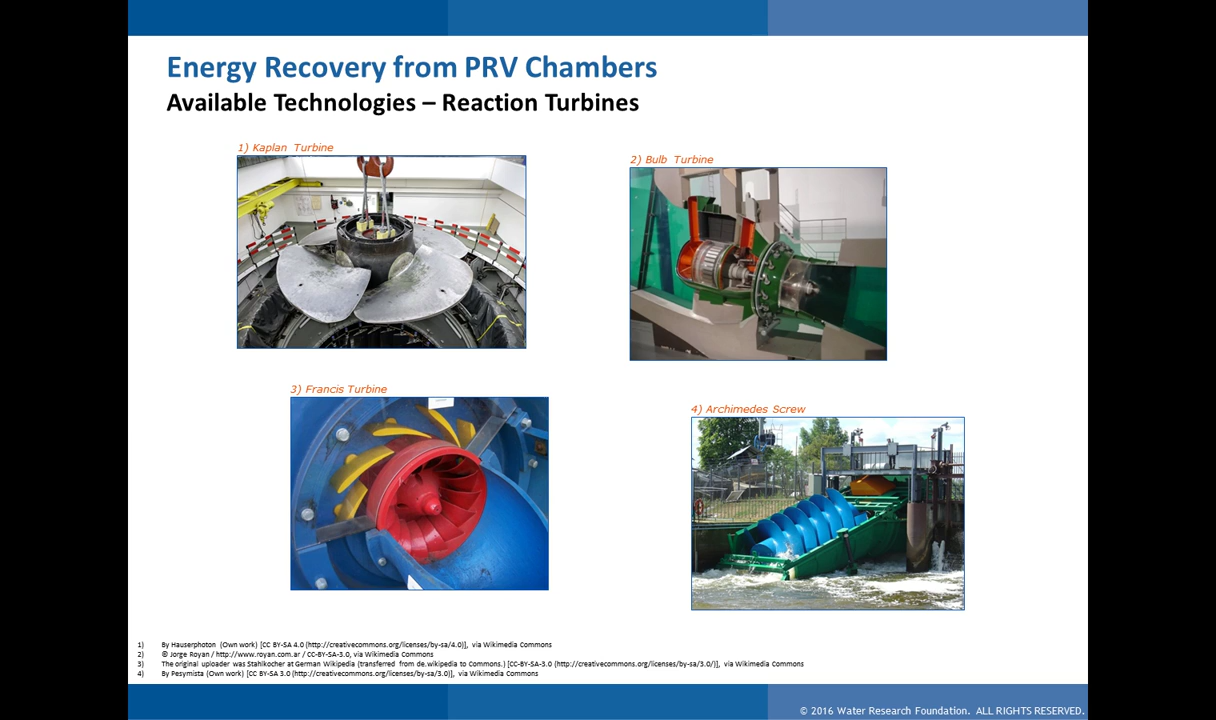 Energy Recovery from PRV Chambers
Available Technologies – Reaction Turbines
1) Kaplan Turbine
2) Bulb Turbine
3) Francis Turbine
4) Archimedes Screw
1) By Hauserphoton (Own work) [CC BY-SA 4.0 (http://creativecommons.org/licenses/by-sa/4.0)], via Wikimedia Commons
2) © Jorge Royan / http://www.royan.com.ar / CC-BY-SA-3.0, via Wikimedia Commons
3) The original uploader was Stahlkocher at German Wikipedia (transferred from de.wikipedia to Commons.) [CC-BY-SA-3.0 (http://creativecommons.org/licenses/by-sa/3.0/)], via Wikimedia Commons
4) By Pesymista (Own work) [CC BY-SA 3.0 (http://creativecommons.org/licenses/by-sa/3.0)], via Wikimedia Commons
© 2016 Water Research Foundation. ALL RIGHTS RESERVED.